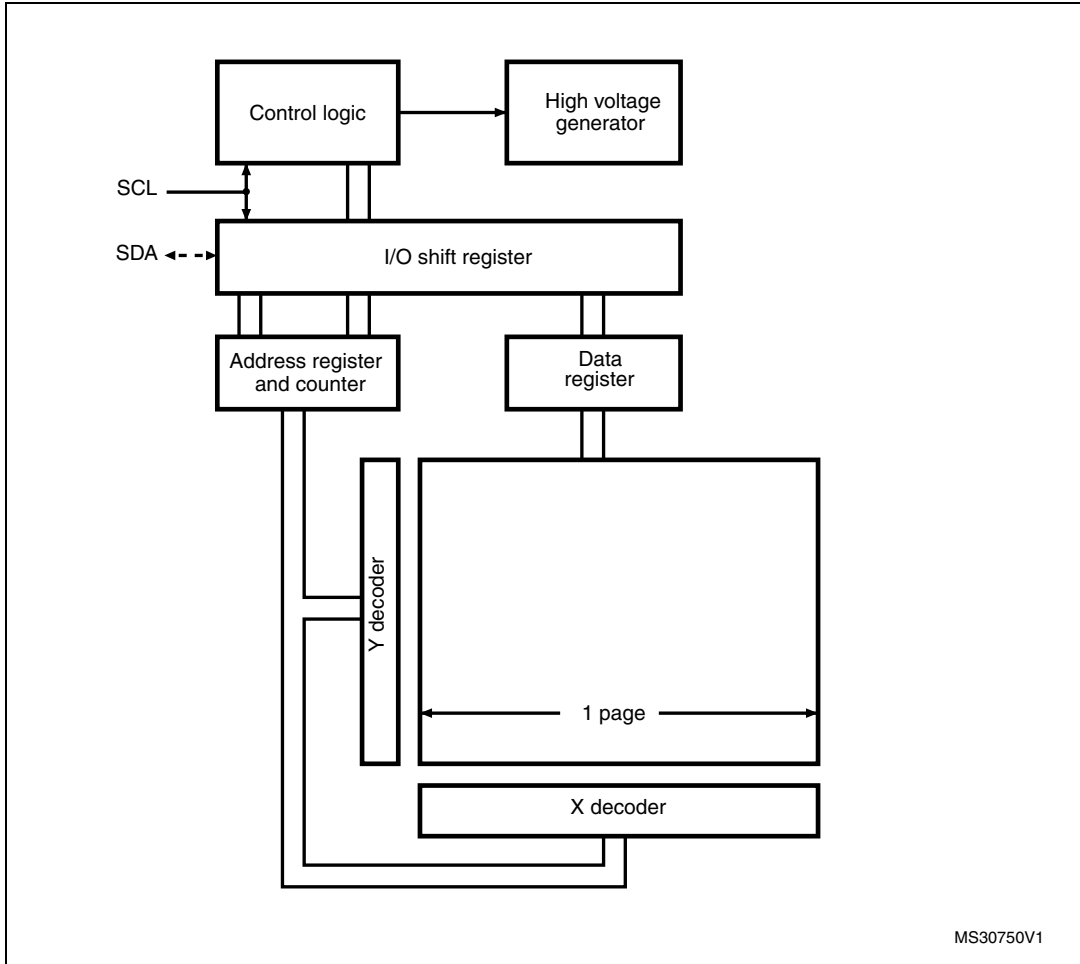 Control logic
High voltage
generator
SCL
SDA
I/O shift register
Address register
and counter
Data
register
Y decoder
1 page
X decoder
MS30750V1